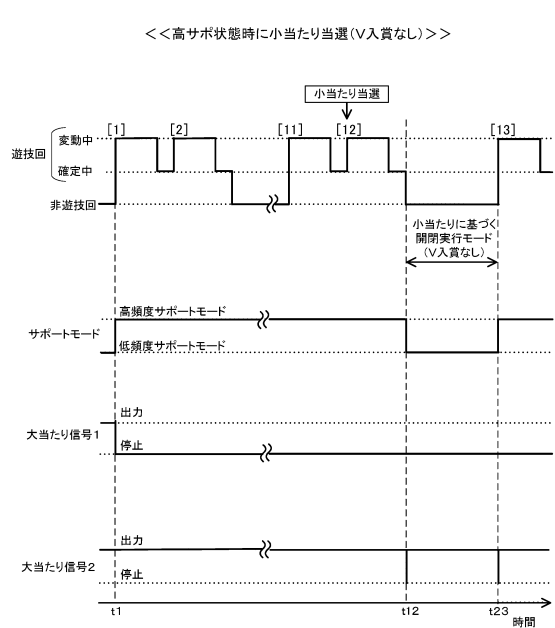 ＜＜高サポ状態時に小当たり当選（Ｖ入賞なし）＞＞
小当たり当選
[1]
[2]
[11]
[12]
[13]
遊技回
変動中
確定中
非遊技回
小当たりに基づく
開閉実行モード
（Ｖ入賞なし）
サポートモード
高頻度サポートモード
低頻度サポートモード
大当たり信号１
出力
停止
大当たり信号２
出力
停止
t1
t12
t23
時間